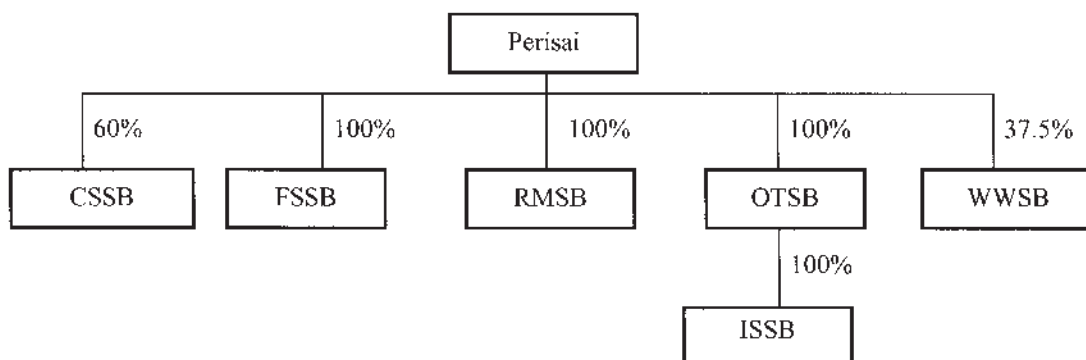 Perisai
60% 100% 100% 100% 37.5%
CSSB FSSB RMSB OTSB WWSB
100%
ISSB